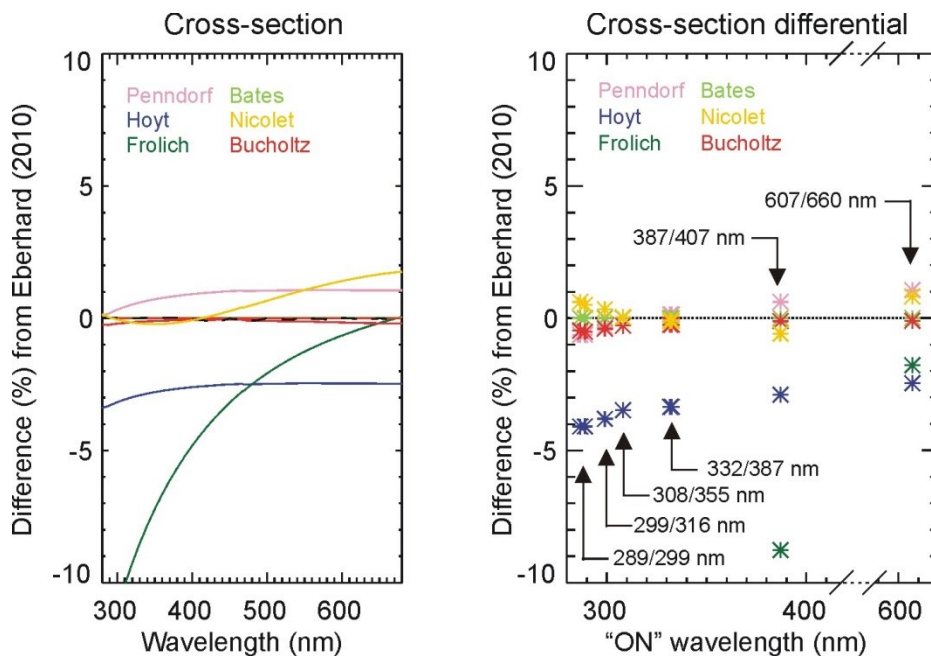 Cross-section
Difference (%) from Eberhard (2010)
10
5
0
-5
-10
Penndorf Bates
Hoyt Nicolet
Frolich Bucholtz
300 400 500 600
Wavelength (nm)
Cross-section differential
Difference (%) from Eberhard (2010)
10
5
0
-5
-10
Penndorf Bates
Hoyt Nicolet
Frolich Bucholtz
607/660 nm
387/407 nm
332/387 nm
308/355 nm
299/316 nm
289/299 nm
300 400 600
“ON” wavelength (nm)